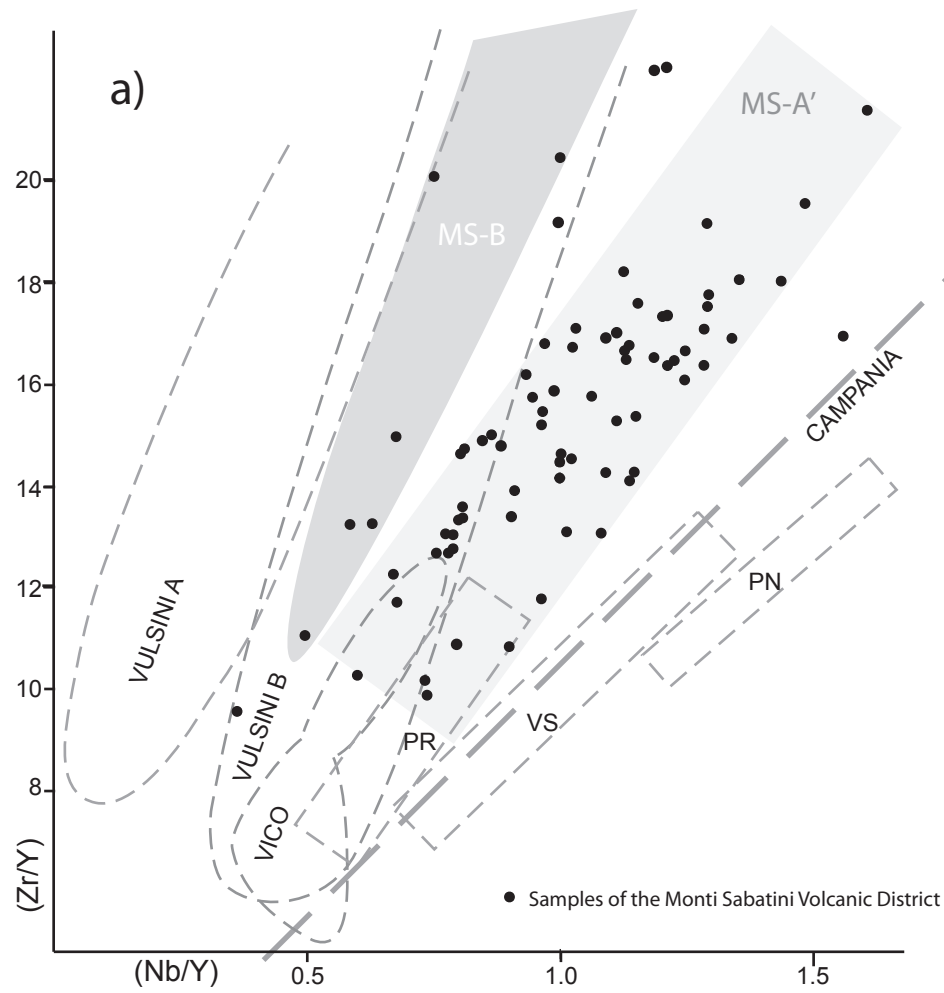 a)
MS-A’
MS-B
20
18
16
14
12
10
8
CAMPANIA
VULSINI A
VULSINI B
VICO
PR
VS
PN
(Zr/Y)
Samples of the Monti Sabatini Volcanic District
(Nb/Y)
0.5
1.0
1.5